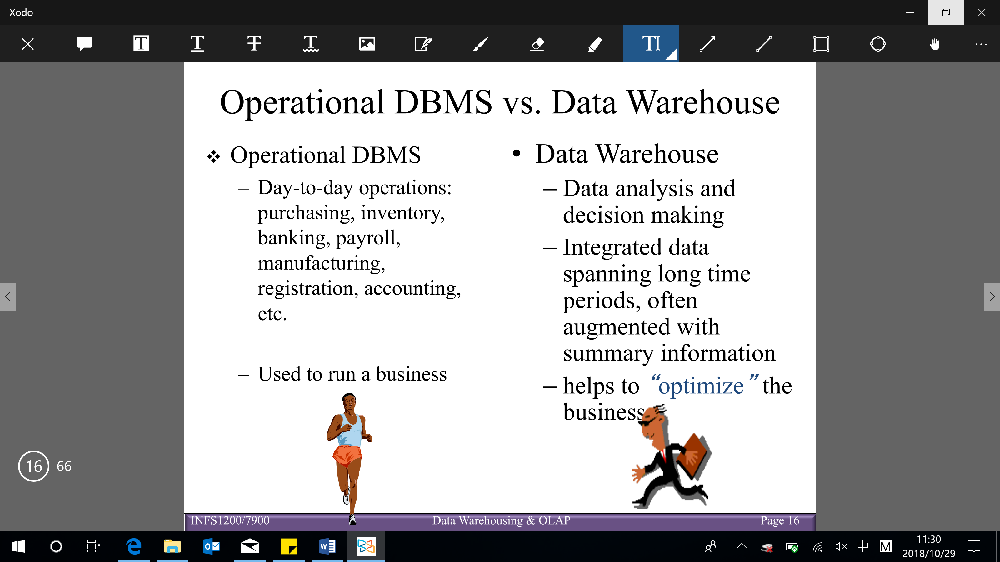 Xodo
Operational DBMS vs. Data Warehouse
❖ Operational DBMS
– Day-to-day operations:
purchasing, inventory,
banking, payroll,
manufacturing,
registration, accounting,
etc.
– Used to run a business
• Data Warehouse
– Data analysis and
decision making
– Integrated data
spanning long time
periods, often
augmented with
summary information
– helps to “optimize” the
business
16 66
INFS1200/7900 Data Warehousing & OLAP Page 16
中 M 11:30
2018/10/29